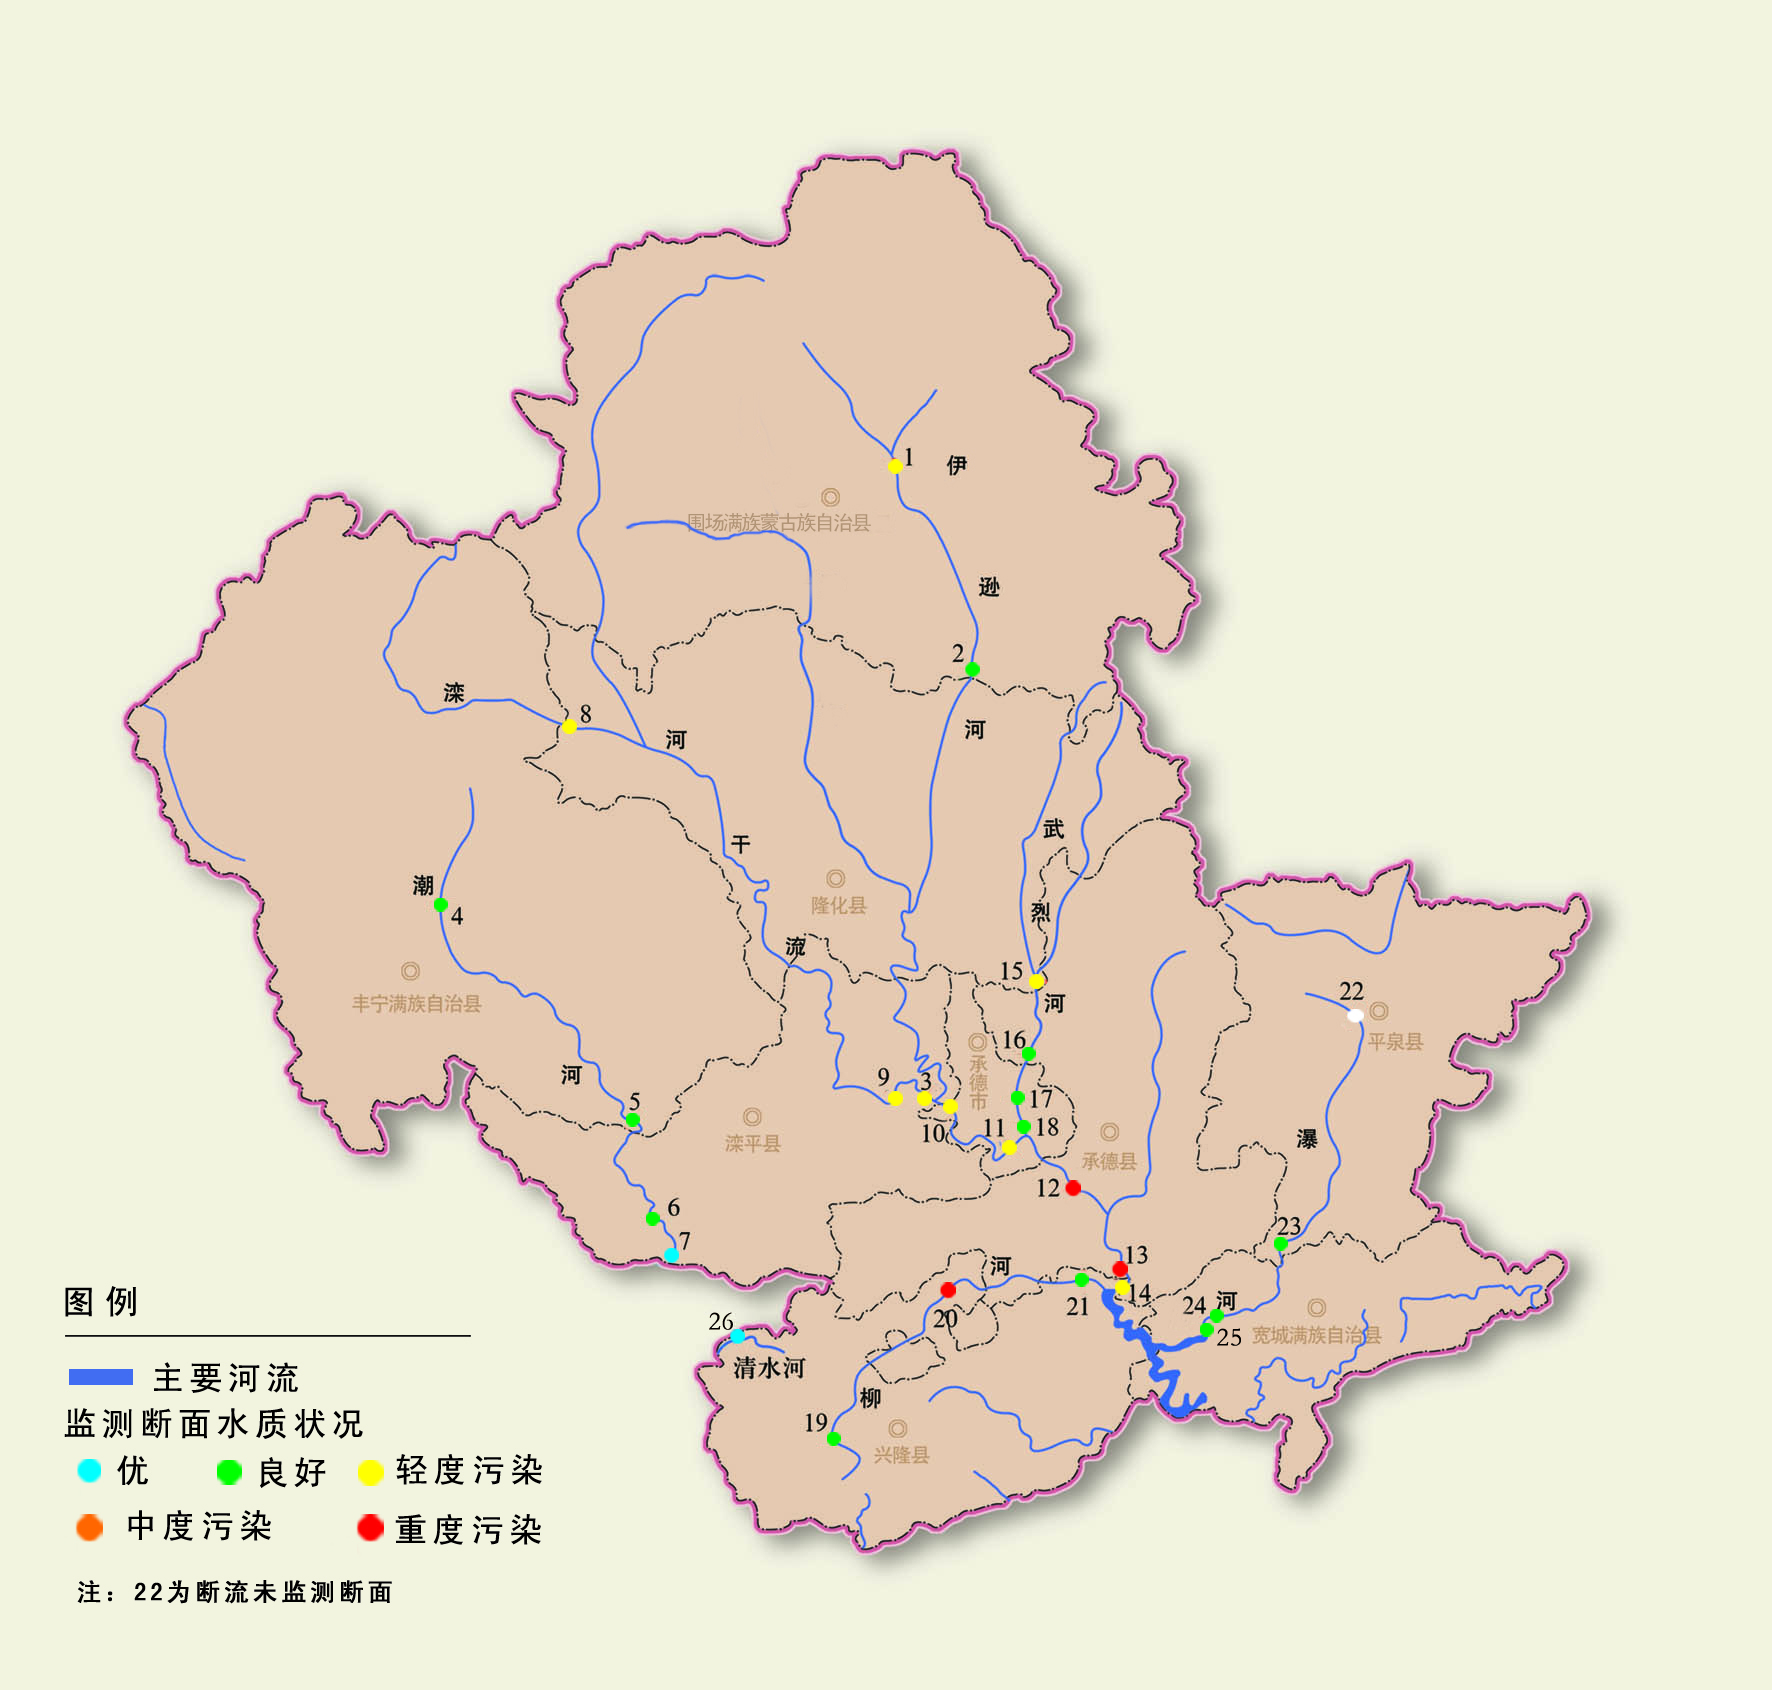 1
伊
围场满族蒙古族自治县
逊
2
滦
8
河
河
干
武
潮
4
隆化县
烈
流
15
河
22
丰宁满族自治县
平泉县
16
承德市
河
9
3
17
5
10
11
18
滦平县
承德县
瀑
12
6
7
23
13
河
14
21
20
24
河
25
宽城满族自治县
26
清水河
柳
19
兴隆县
图例
主要河流
监测断面水质状况
优
良好
轻度污染
中度污染
重度污染
注：22为断流未监测断面